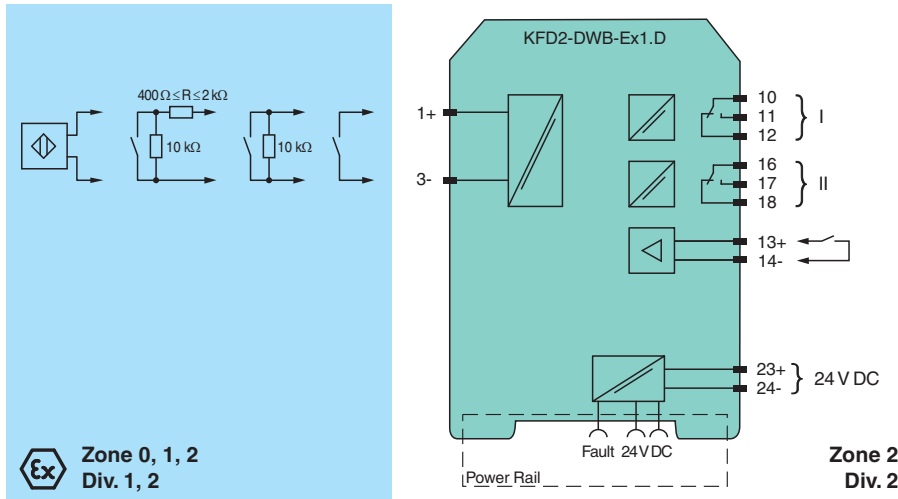 KFD2-DWB-Ex1.D
400 Ω ≤ R ≤ 2 kΩ
10 kΩ
10 kΩ
1+
3-
10
11
12
I
16
17
18
II
13+
14-
23+
24-
24 V DC
Fault 24 V DC
Power Rail
Ex
Zone 0, 1, 2
Div. 1, 2
Zone 2
Div. 2